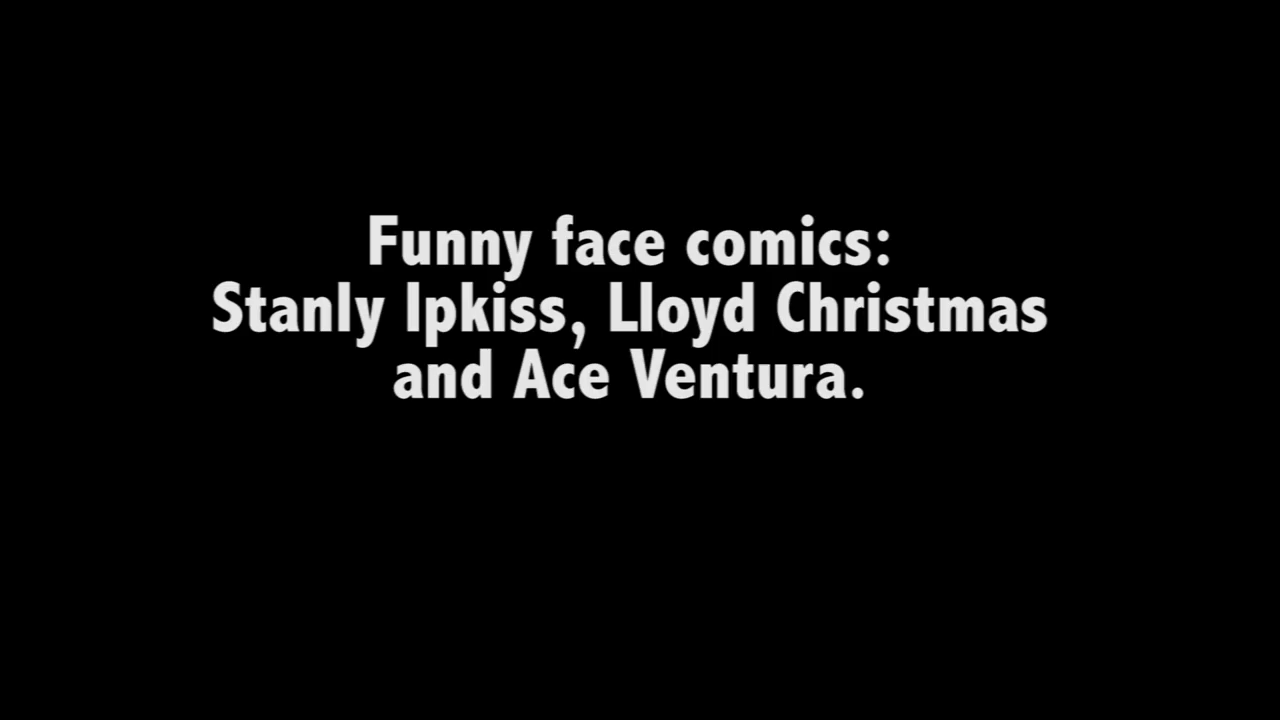 Funny face comics:
Stanly Ipkiss, Lloyd Christmas
and Ace Ventura.